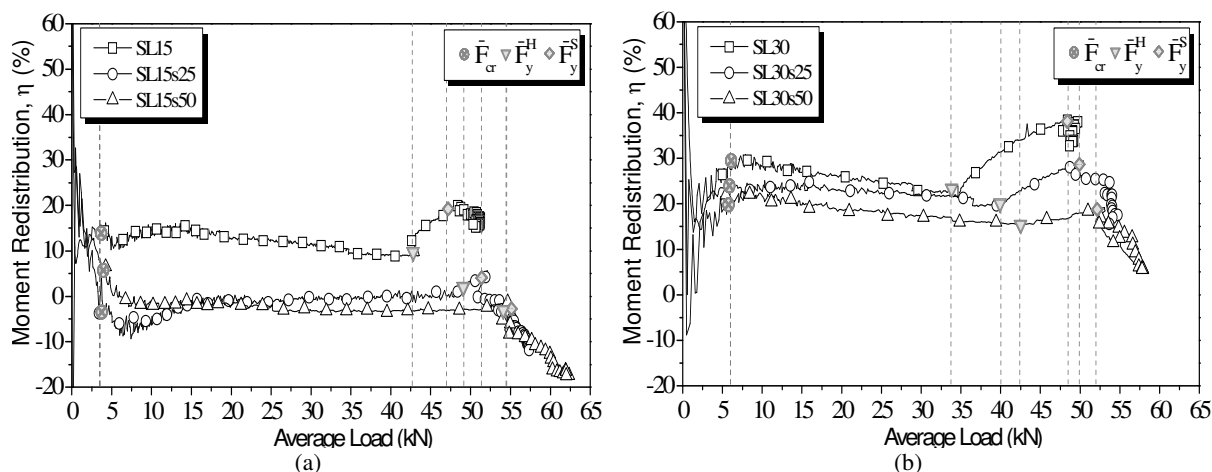 60
50
40
30
20
10
0
-10
-20
Moment Redistribution, η (%)
SL15
SL15s25
SL15s50
F̄cr F̄yH F̄yS
0 5 10 15 20 25 30 35 40 45 50 55 60 65
Average Load (kN)
(a)
60
50
40
30
20
10
0
-10
-20
Moment Redistribution, η (%)
SL30
SL30s25
SL30s50
F̄cr F̄yH F̄yS
0 5 10 15 20 25 30 35 40 45 50 55 60 65
Average Load (kN)
(b)